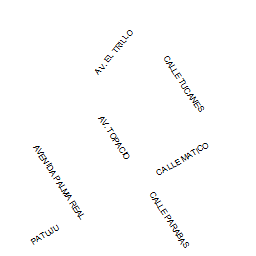 AV. EL TRILLO
CALLE TUCANES
AV. TOPACIO
CALLE MATICO
AVENIDA PALMA REAL
CALLE PARABAS
PATUJU